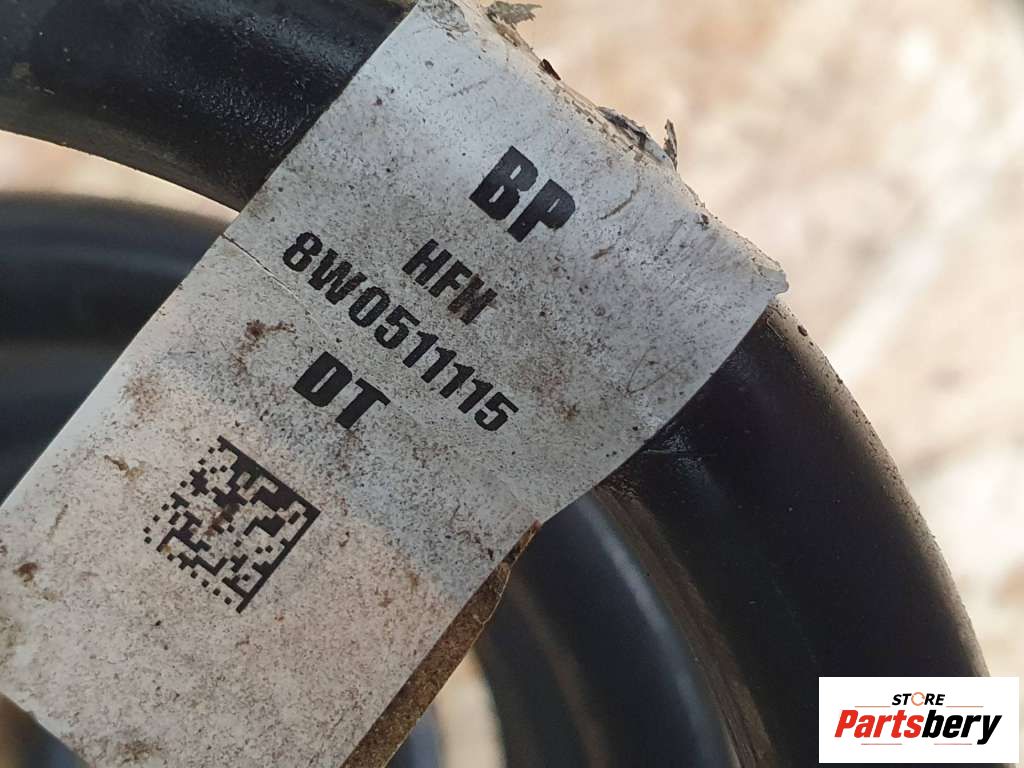 BP
HFN
8W0511115
DT
STORE
Partsbery